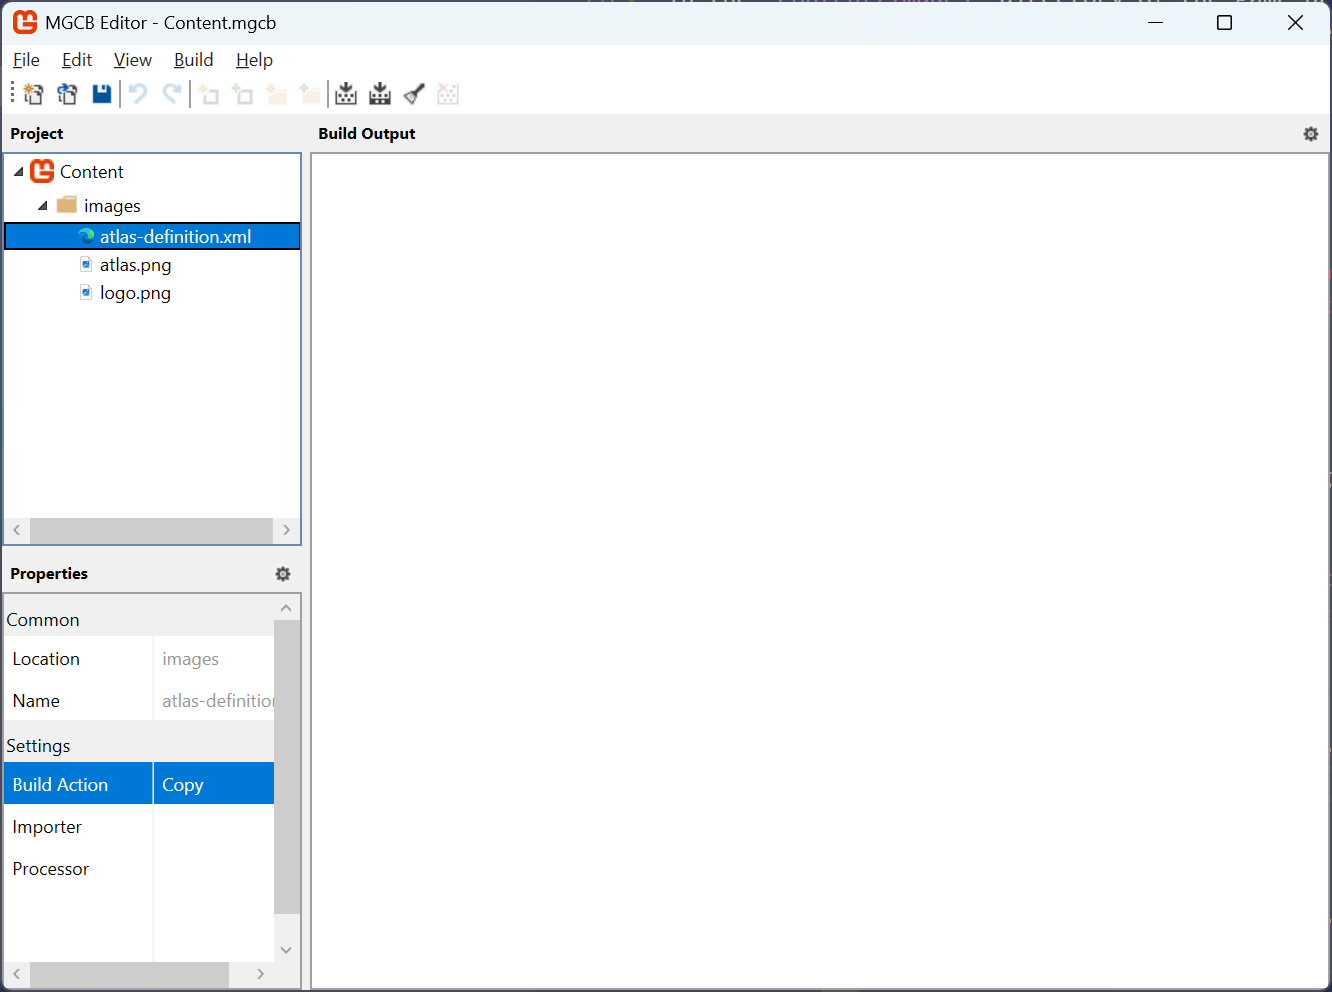 MGCB Editor - Content.mgcb
File Edit View Build Help
Project
Build Output
Content
images
atlas-definition.xml
atlas.png
logo.png
Properties
Common
Location images
Name atlas-definition
Settings
Build Action Copy
Importer
Processor